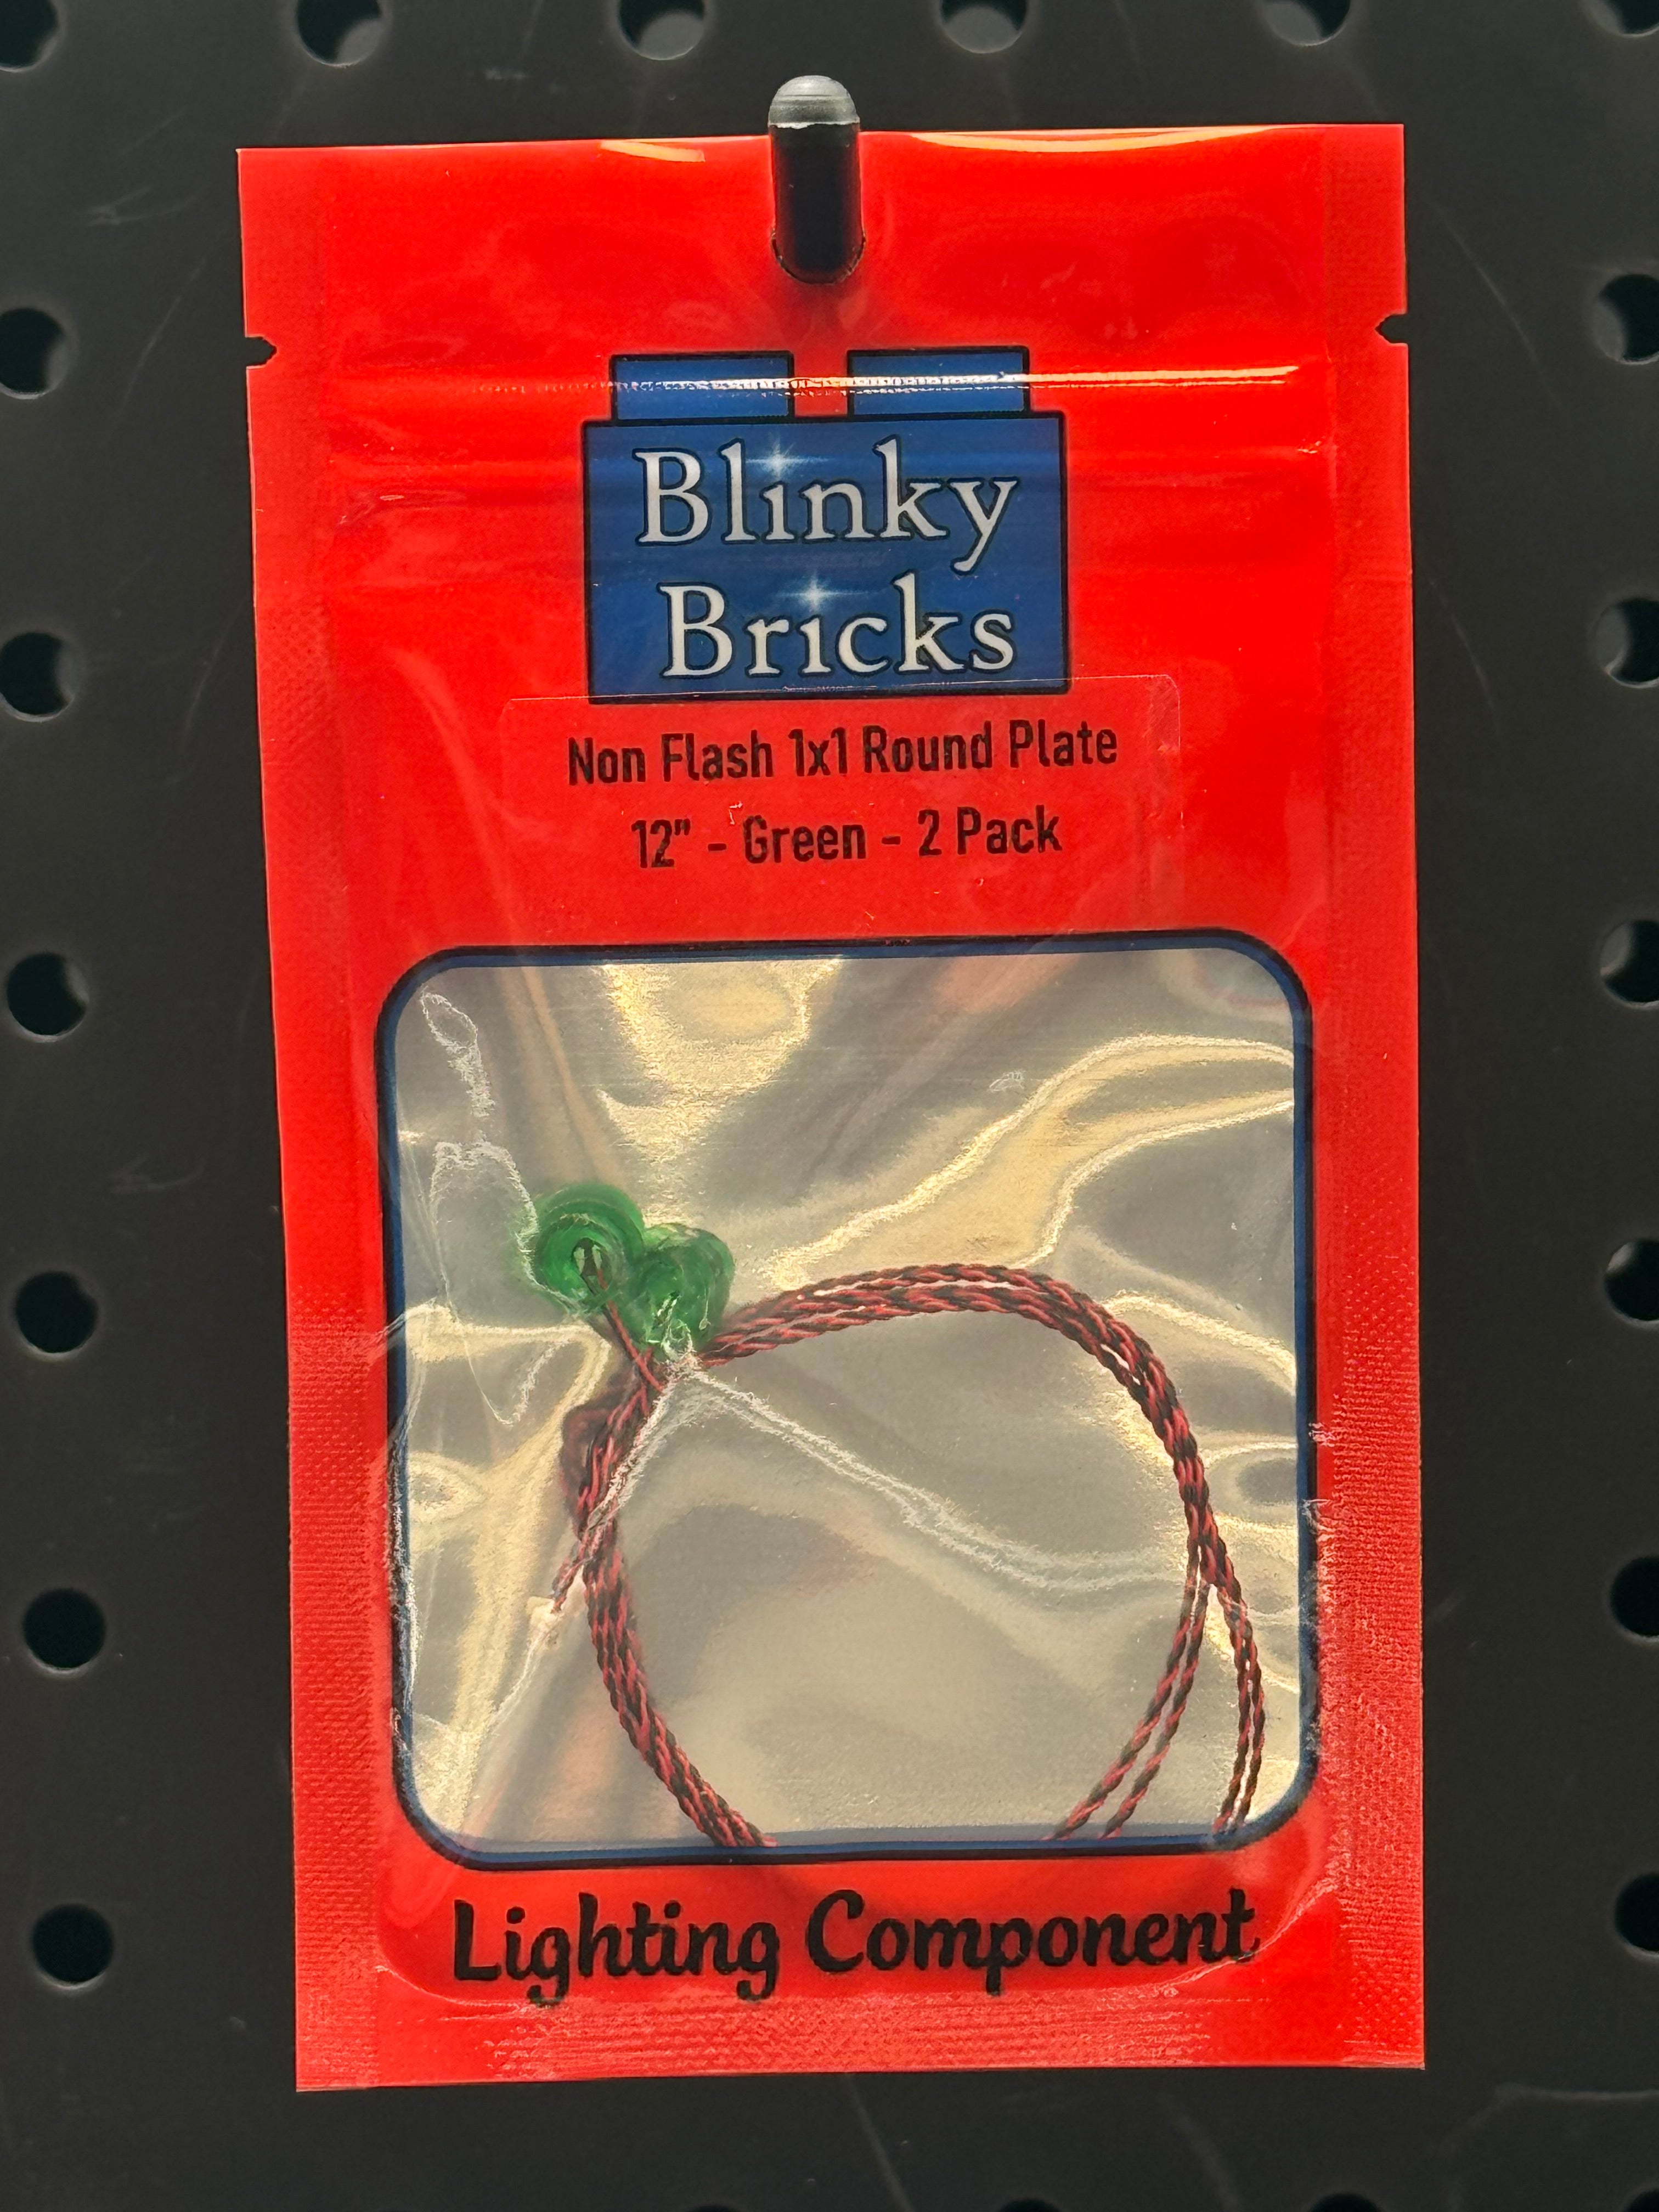 Blinky
Bricks
Non Flash 1x1 Round Plate
12" - Green - 2 Pack
Lighting Component